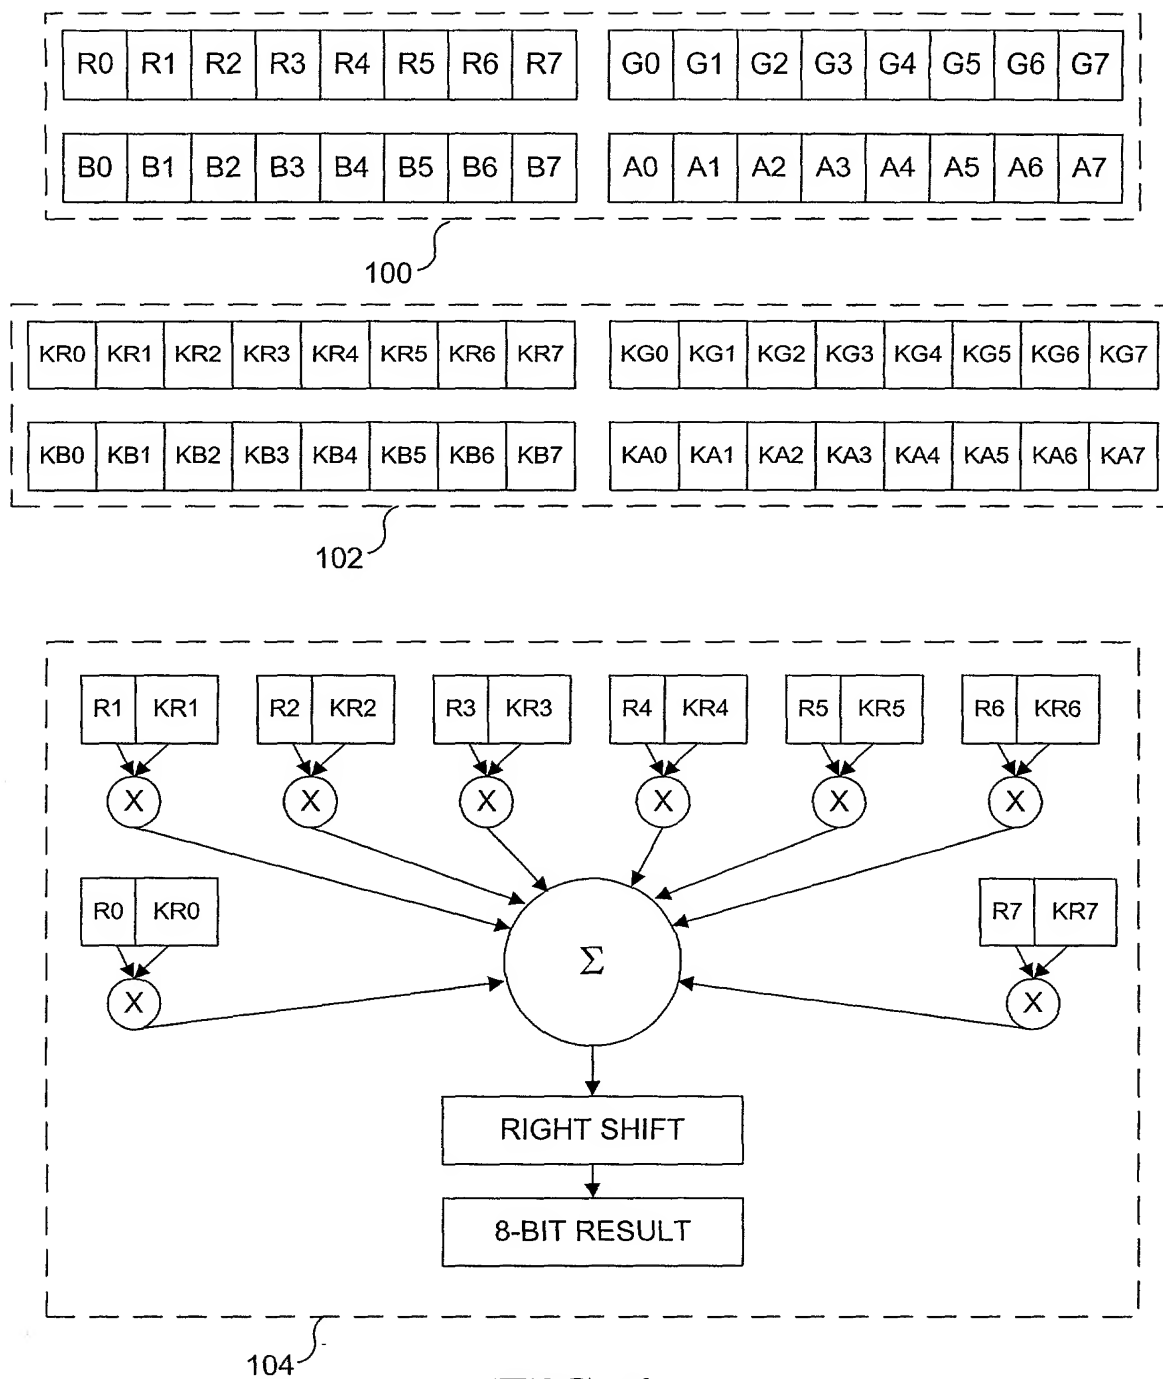 R0 R1 R2 R3 R4 R5 R6 R7 G0 G1 G2 G3 G4 G5 G6 G7
B0 B1 B2 B3 B4 B5 B6 B7 A0 A1 A2 A3 A4 A5 A6 A7
100
KR0 KR1 KR2 KR3 KR4 KR5 KR6 KR7 KG0 KG1 KG2 KG3 KG4 KG5 KG6 KG7
KB0 KB1 KB2 KB3 KB4 KB5 KB6 KB7 KA0 KA1 KA2 KA3 KA4 KA5 KA6 KA7
102
R1 KR1 R2 KR2 R3 KR3 R4 KR4 R5 KR5 R6 KR6
X X X X X X
R0 KR0 R7 KR7
Σ
X X
RIGHT SHIFT
8-BIT RESULT
104